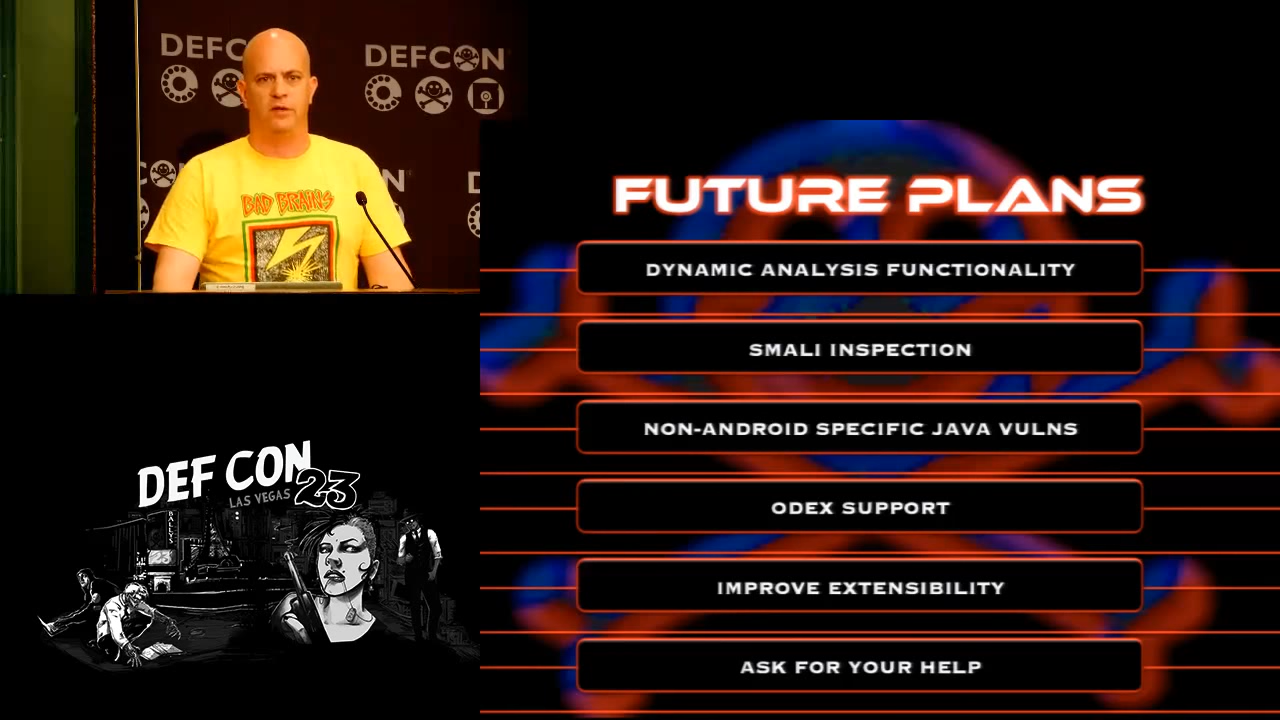 DEFCON
DEFCON
BAD BRAINS
FUTURE PLANS
DYNAMIC ANALYSIS FUNCTIONALITY
SMALI INSPECTION
NON-ANDROID SPECIFIC JAVA VULNS
ODEX SUPPORT
IMPROVE EXTENSIBILITY
ASK FOR YOUR HELP
DEF CON 23
LAS VEGAS
BALLY'S